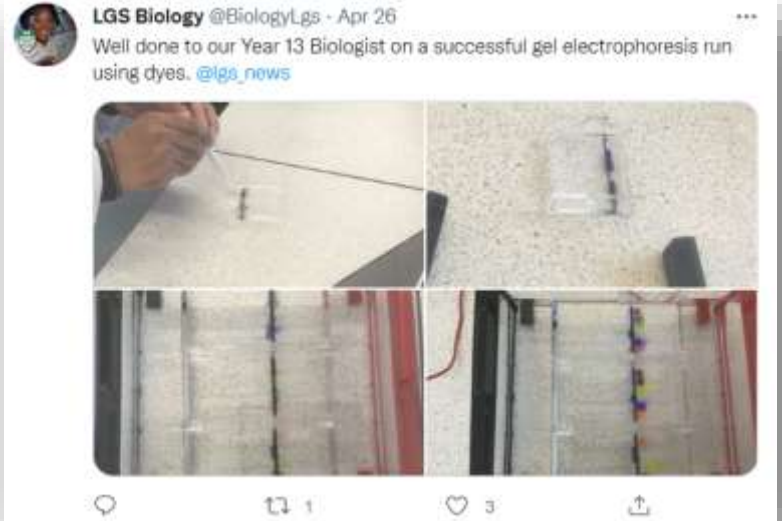 LGS Biology @BiologyLgs · Apr 26
Well done to our Year 13 Biologist on a successful gel electrophoresis run
using dyes. @lgs_news
1
3